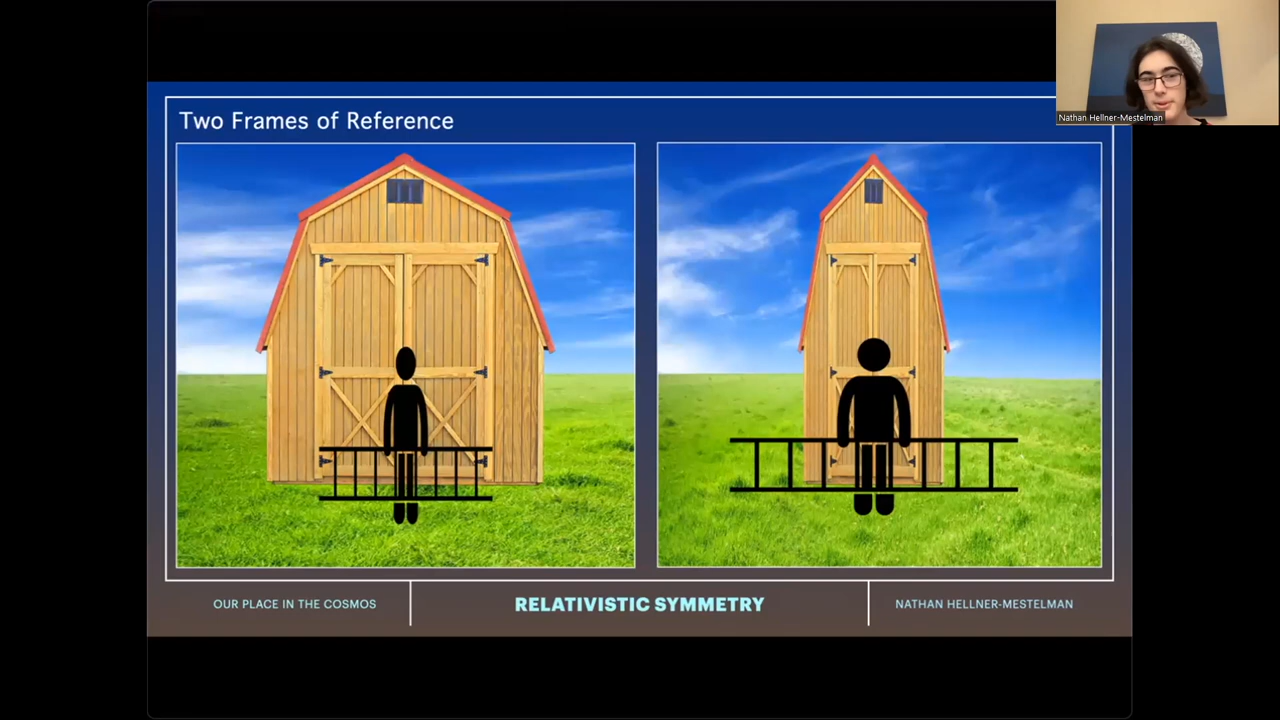 Two Frames of Reference
Nathan Hellner-Mestelman
OUR PLACE IN THE COSMOS
RELATIVISTIC SYMMETRY
NATHAN HELLNER-MESTELMAN